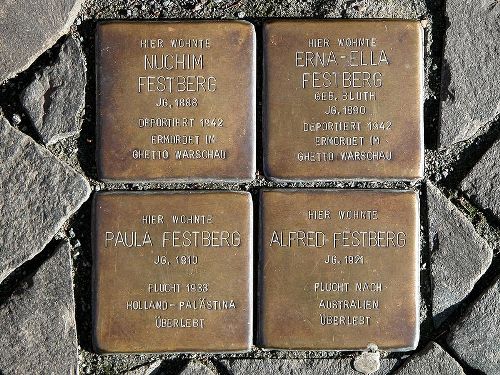 HIER WOHNTE
NUCHIM
FESTBERG
JG. 1886
DEPORTIERT 1942
ERMORDET IM
GHETTO WARSCHAU
HIER WOHNTE
ERNA-ELLA
FESTBERG
GEB. BLUTH
JG. 1890
DEPORTIERT 1942
ERMORDET IM
GHETTO WARSCHAU
HIER WOHNTE
PAULA FESTBERG
JG. 1910
FLUCHT 1933
HOLLAND-PALÄSTINA
ÜBERLEBT
HIER WOHNTE
ALFRED FESTBERG
JG. 1921
FLUCHT NACH
AUSTRALIEN
ÜBERLEBT